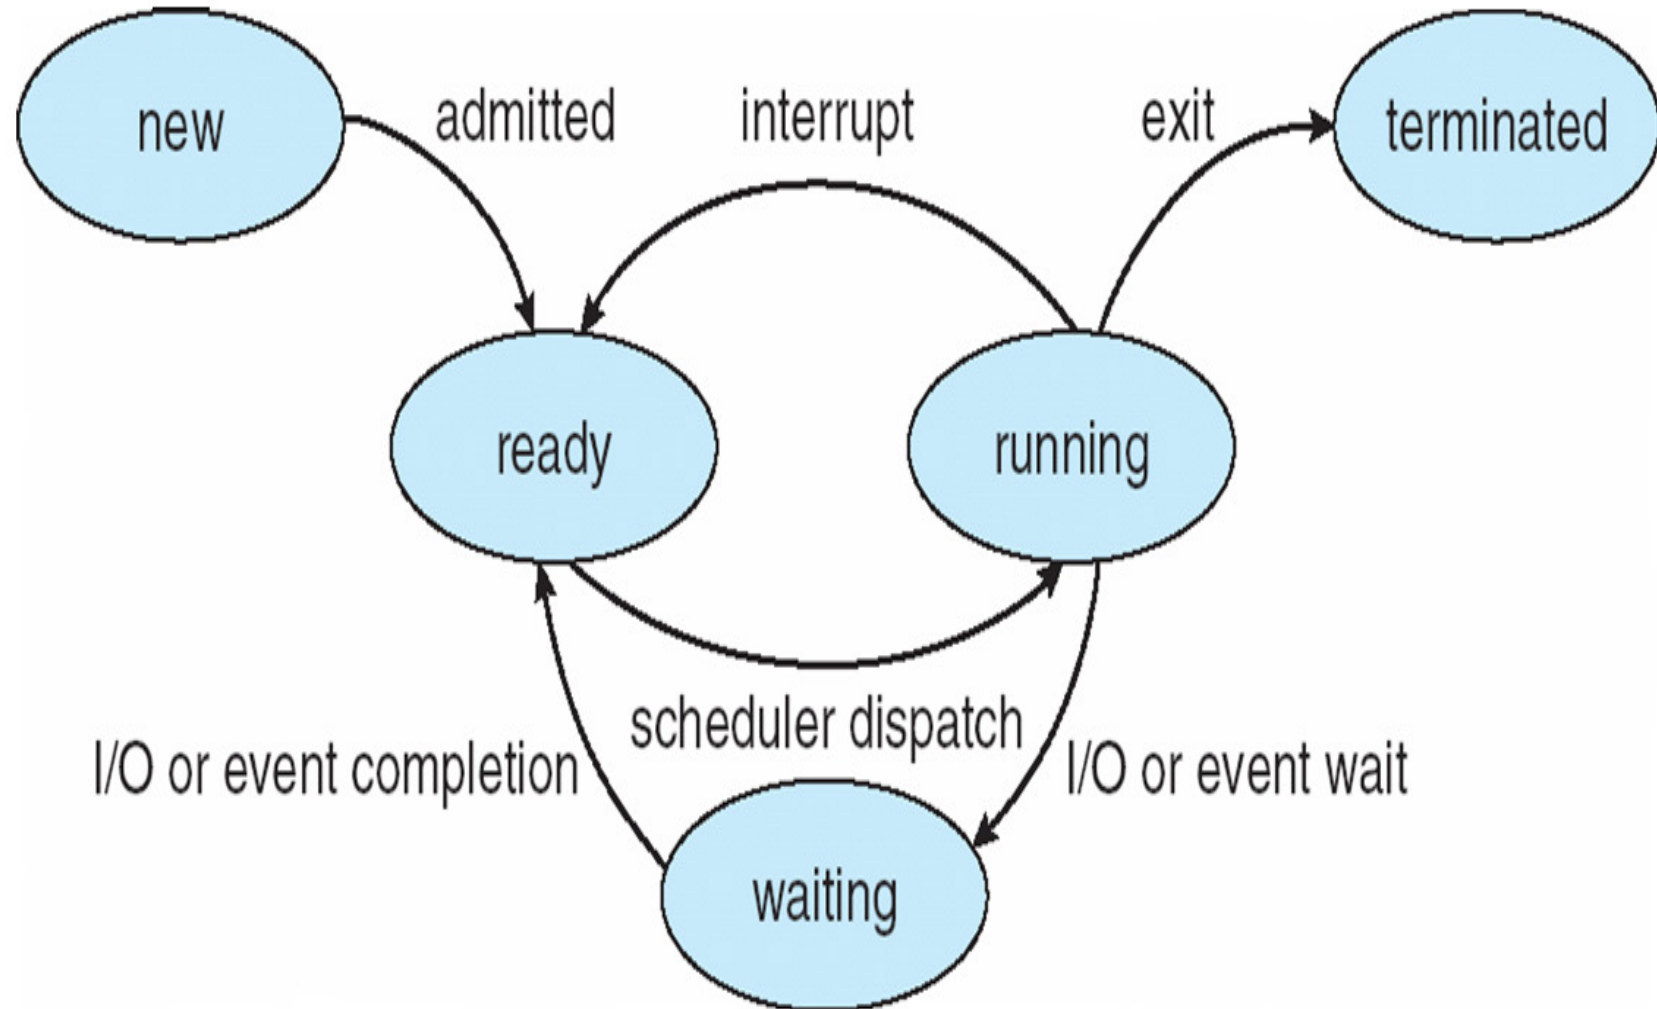 new
admitted
interrupt
exit
terminated
ready
running
scheduler dispatch
I/O or event completion
I/O or event wait
waiting